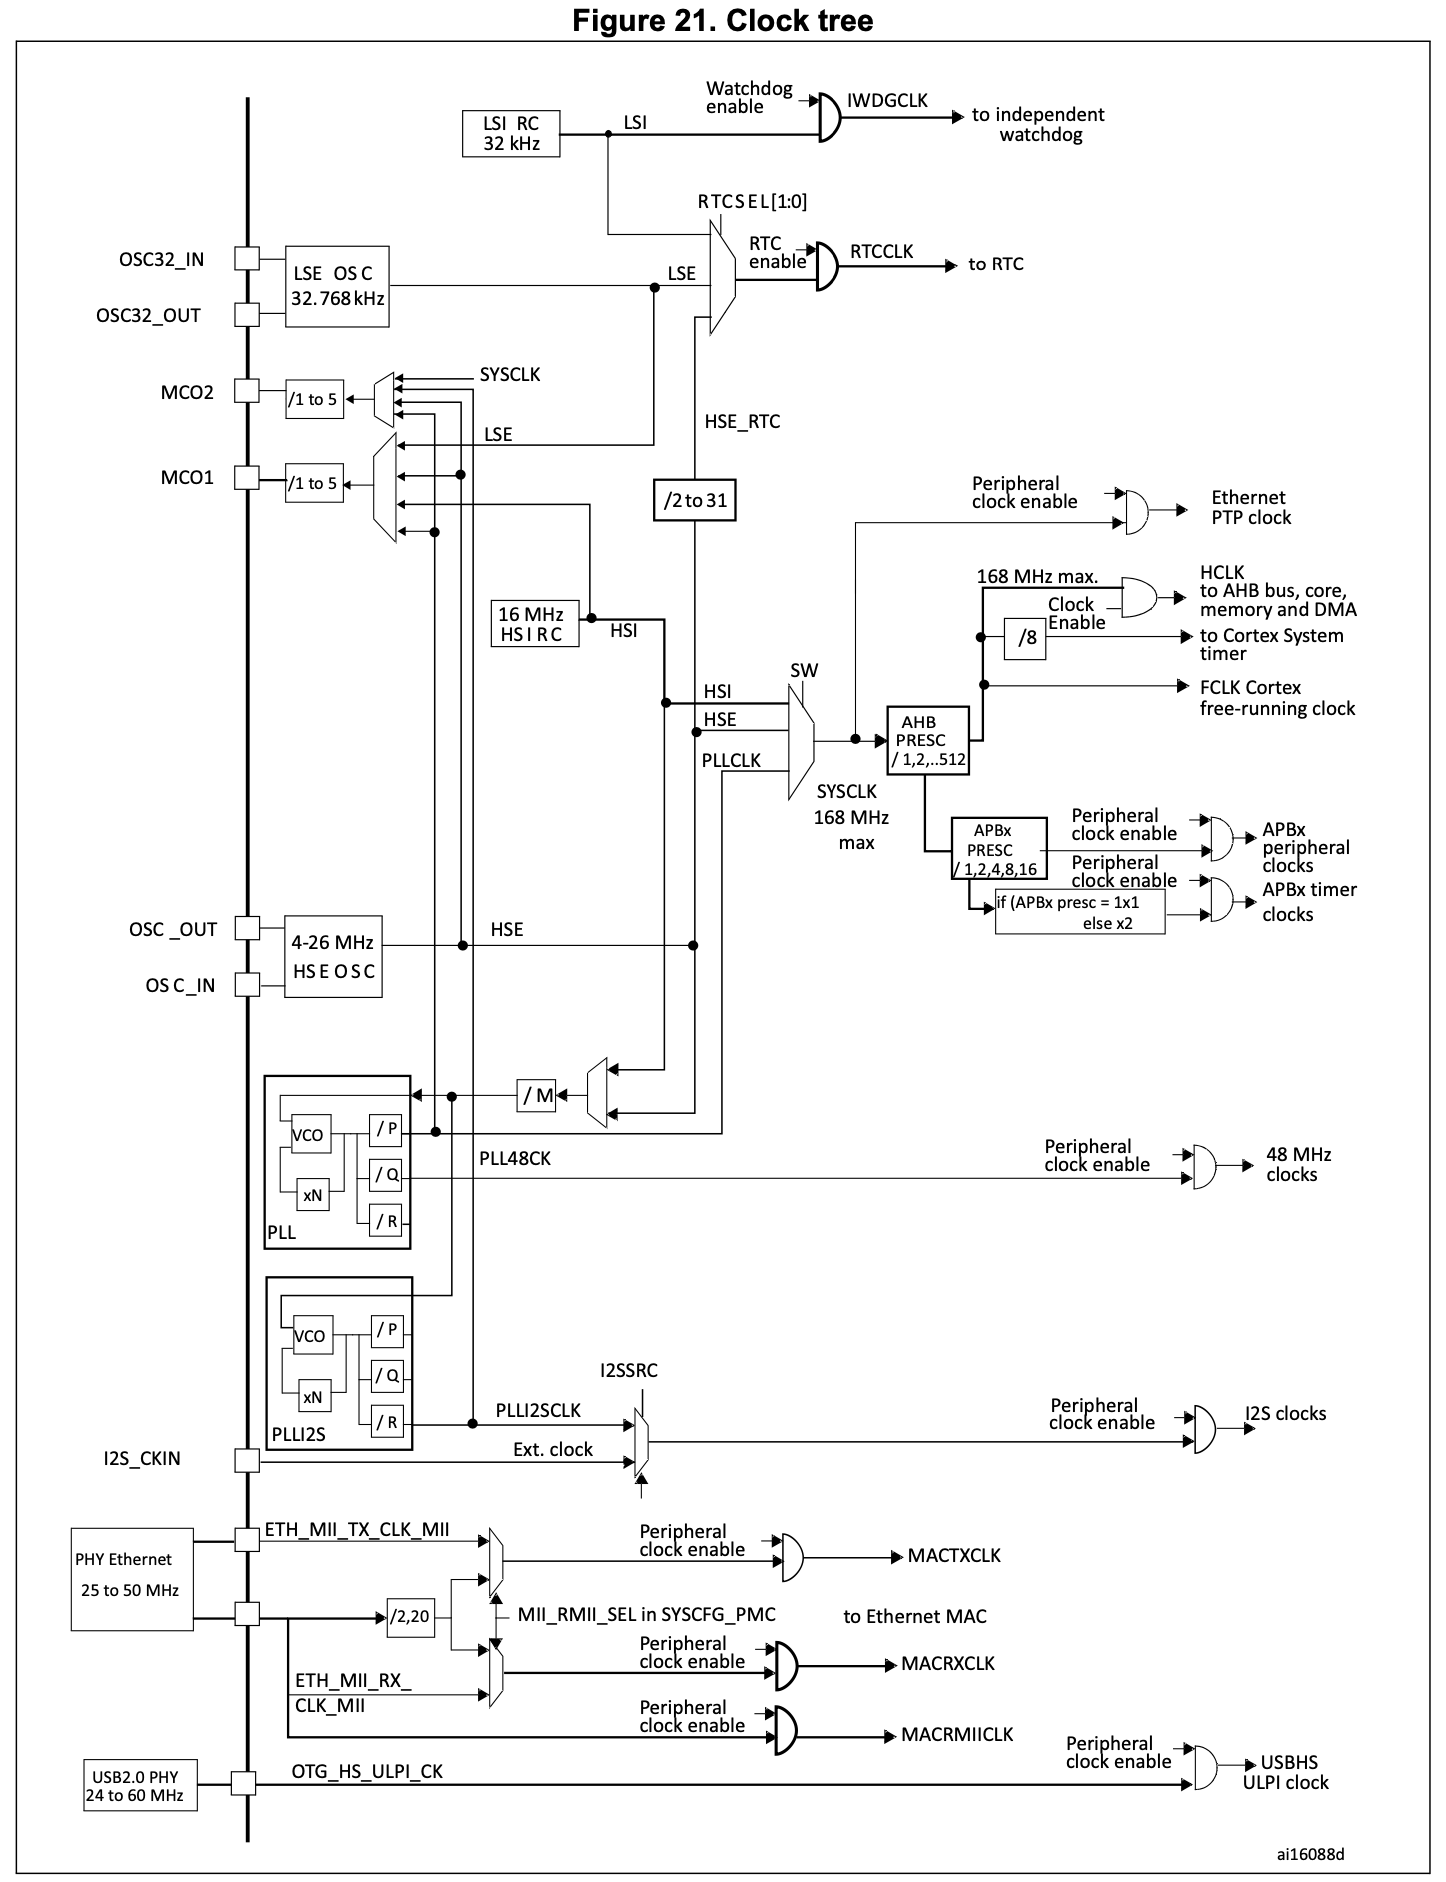 Figure 21. Clock tree
Watchdog
enable
IWDGCLK
to independent
watchdog
LSI RC
32 kHz
LSI
RTCSEL[1:0]
OSC32_IN
OSC32_OUT
LSE OSC
32.768 kHz
LSE
RTC
enable
RTCCLK
to RTC
MCO2
/1 to 5
SYSCLK
LSE
HSE_RTC
MCO1
/1 to 5
/2 to 31
Peripheral
clock enable
Ethernet
PTP clock
16 MHz
HSI RC
HSI
168 MHz max.
Clock
Enable
HCLK
to AHB bus, core,
memory and DMA
/8
to Cortex System
timer
FCLK Cortex
free-running clock
SW
HSI
HSE
PLLCLK
AHB
PRESC
/ 1,2,..512
SYSCLK
168 MHz
max
APBx
PRESC
/ 1,2,4,8,16
Peripheral
clock enable
APBx
peripheral
clocks
Peripheral
clock enable
if (APBx presc = 1x1
else x2
APBx timer
clocks
OSC _OUT
OSC_IN
4-26 MHz
HSE OSC
HSE
/ M
VCO
xN
/ P
/ Q
/ R
PLL
PLL48CK
Peripheral
clock enable
48 MHz
clocks
VCO
xN
/ P
/ Q
/ R
PLLI2S
I2SSRC
PLLI2SCLK
Ext. clock
I2S_CKIN
Peripheral
clock enable
I2S clocks
PHY Ethernet
25 to 50 MHz
ETH_MII_TX_CLK_MII
Peripheral
clock enable
MACTXCLK
/2,20
MII_RMII_SEL in SYSCFG_PMC
to Ethernet MAC
Peripheral
clock enable
MACRXCLK
ETH_MII_RX_
CLK_MII
Peripheral
clock enable
MACRMIICLK
USB2.0 PHY
24 to 60 MHz
OTG_HS_ULPI_CK
Peripheral
clock enable
USBHS
ULPI clock
ai16088d